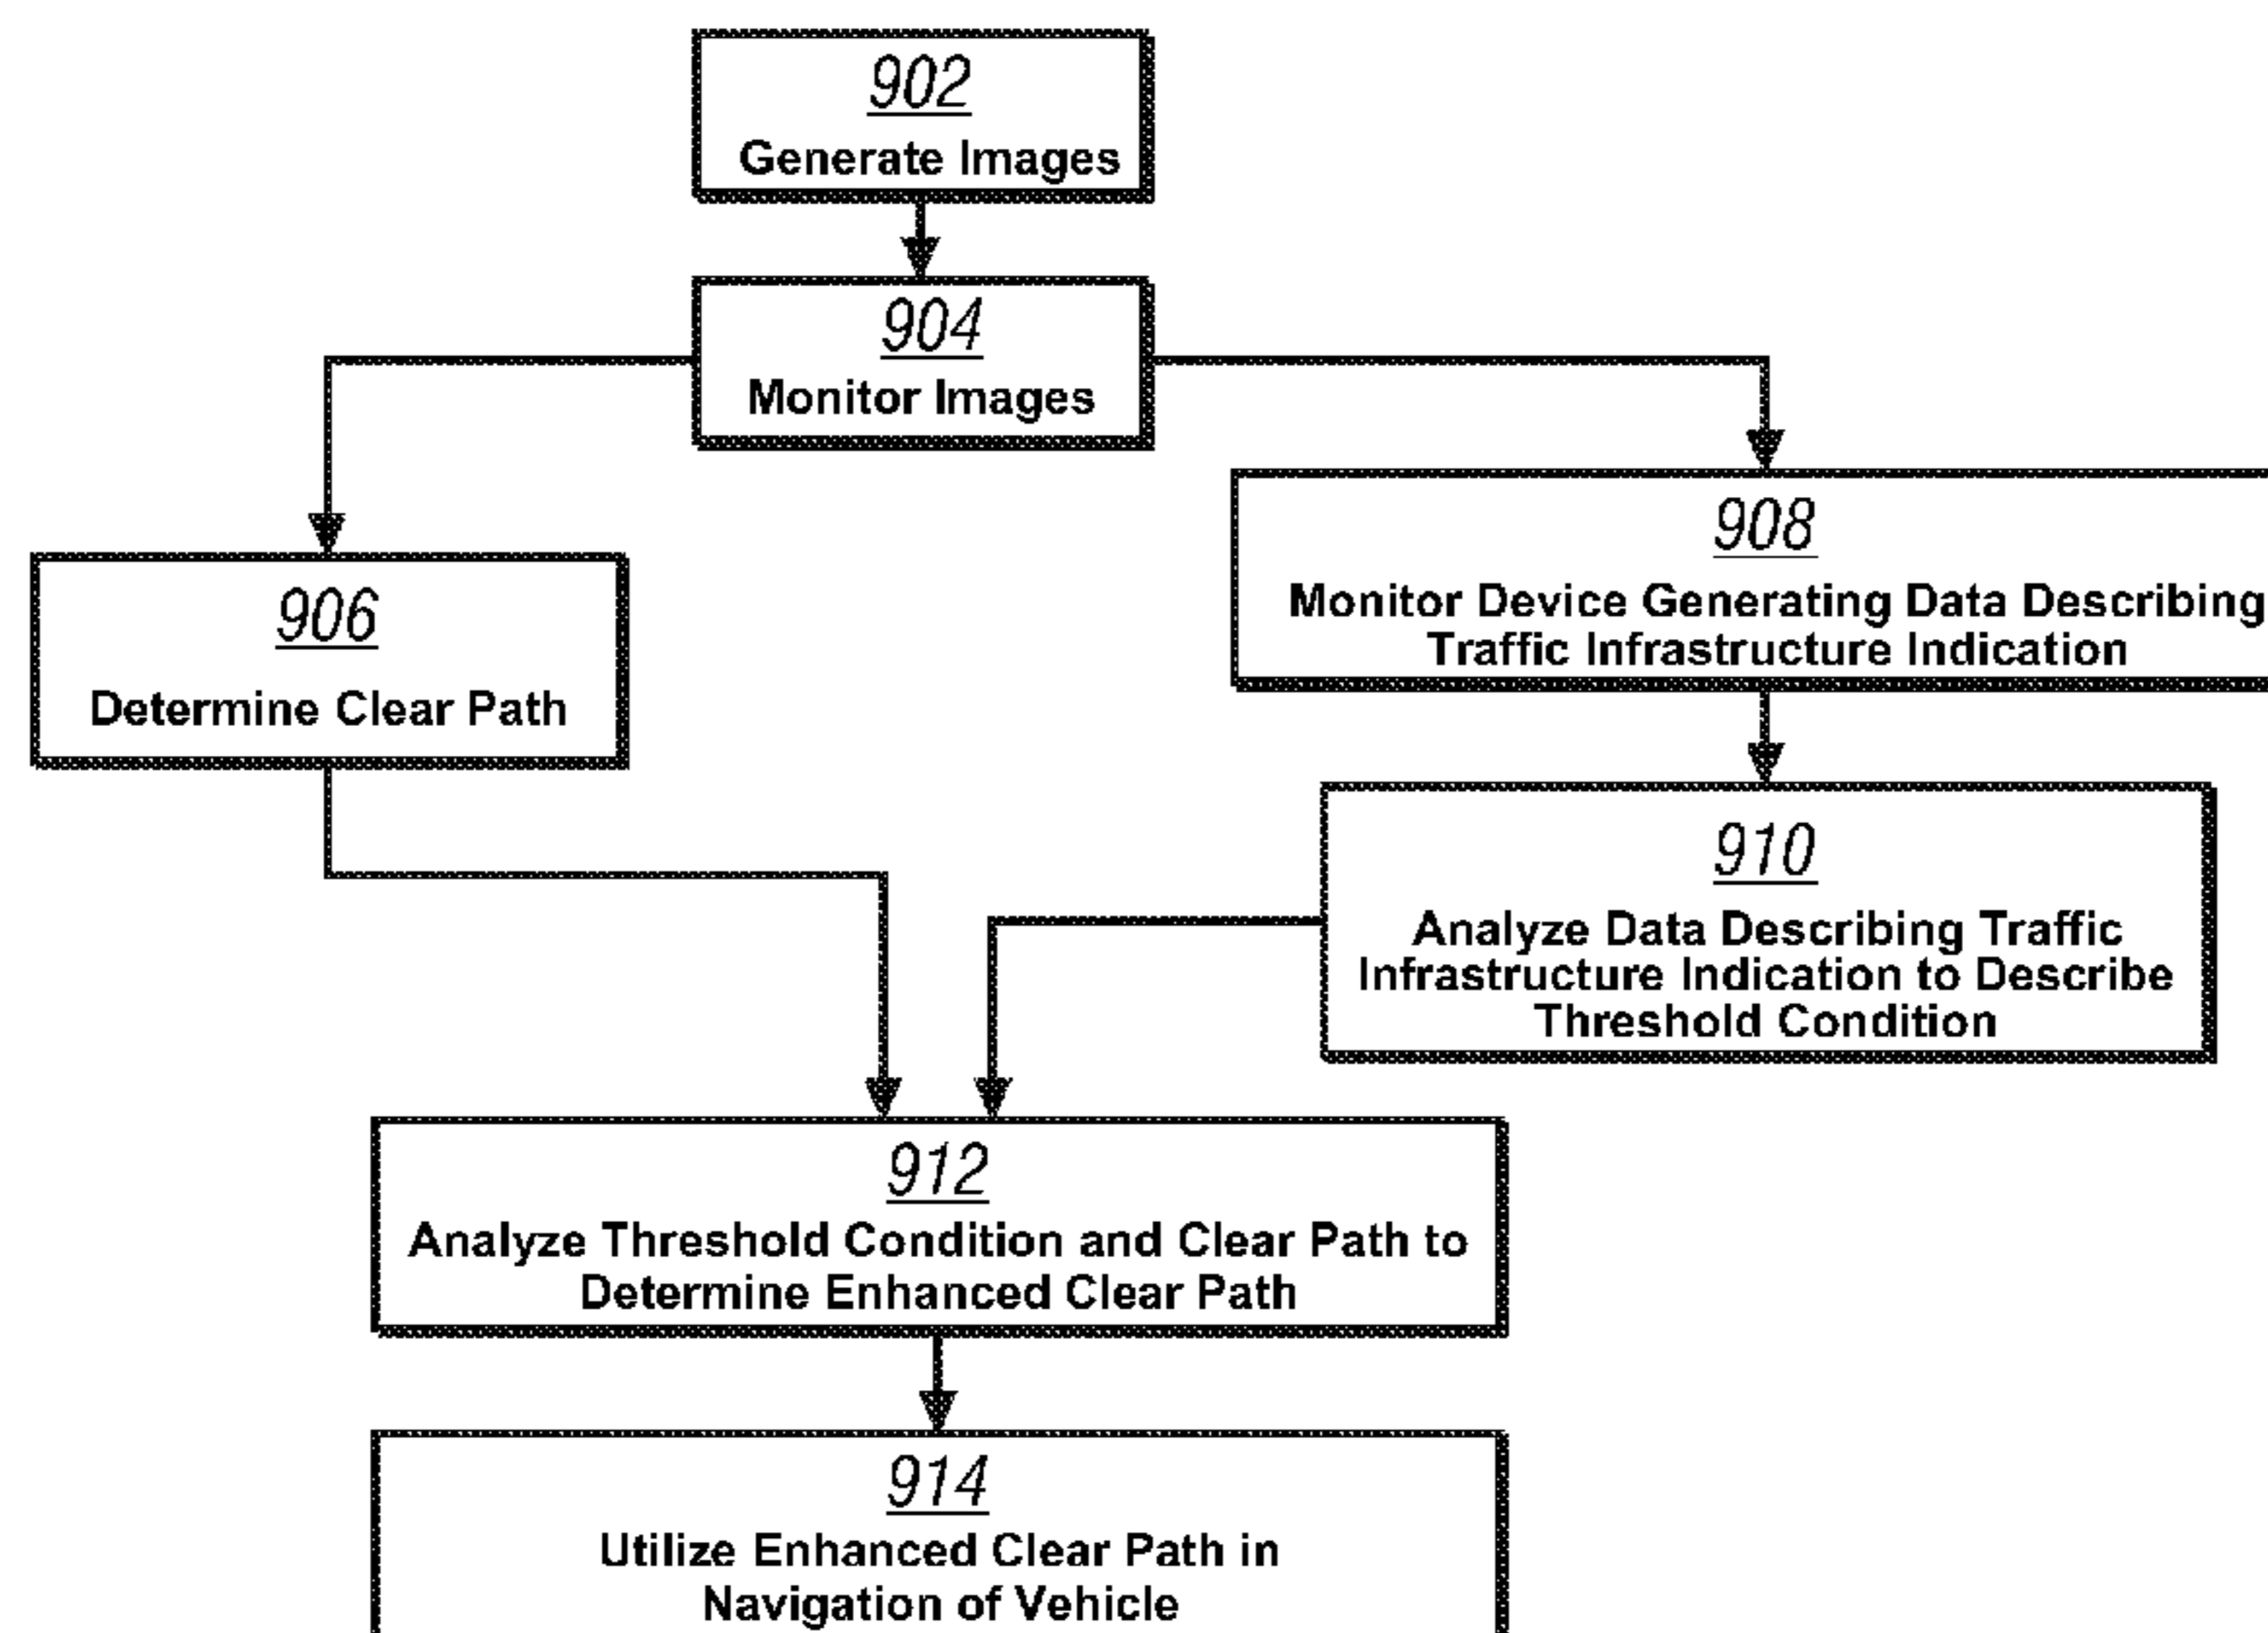 902
Generate Images
904
Monitor Images
906
Determine Clear Path
908
Monitor Device Generating Data Describing
Traffic Infrastructure Indication
910
Analyze Data Describing Traffic
Infrastructure Indication to Describe
Threshold Condition
912
Analyze Threshold Condition and Clear Path to
Determine Enhanced Clear Path
914
Utilize Enhanced Clear Path in
Navigation of Vehicle